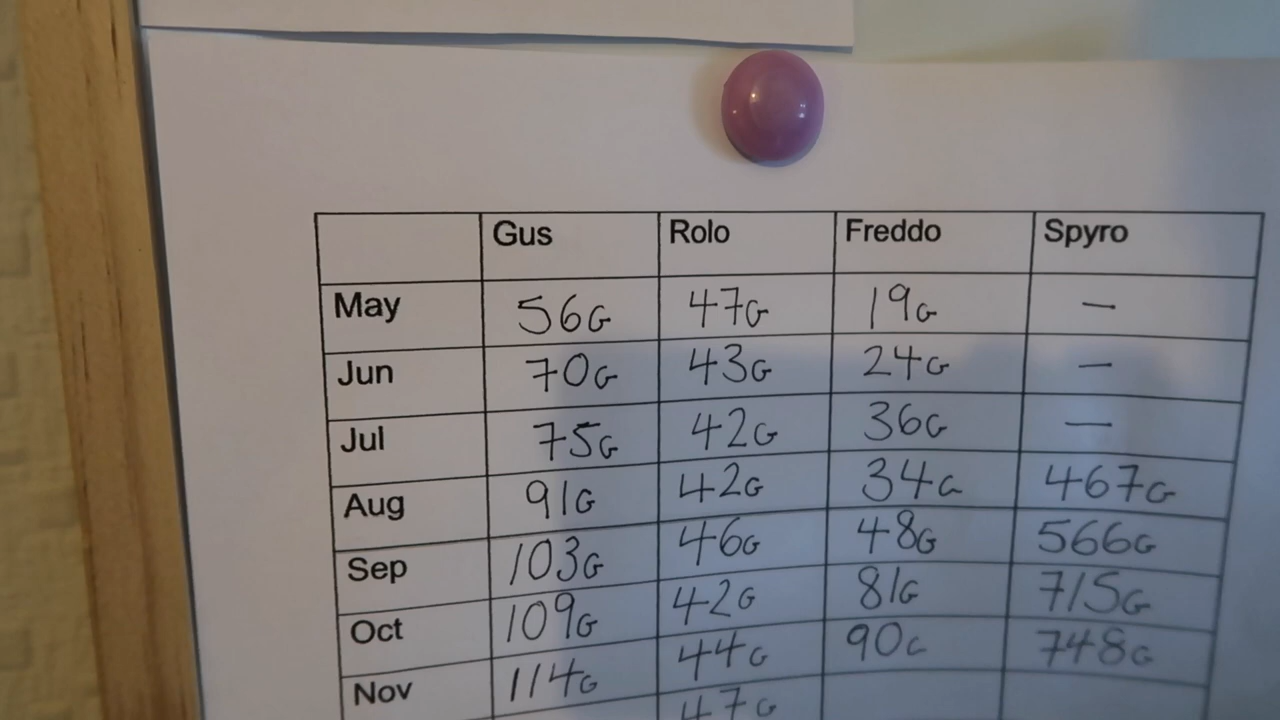 Gus Rolo Freddo Spyro
May 56G 47G 19G —
Jun 70G 43G 24G —
Jul 75G 42G 36G —
Aug 91G 42G 34G 467G
Sep 103G 46G 48G 566G
Oct 109G 42G 81G 715G
Nov 114G 44G 90G 748G
47G